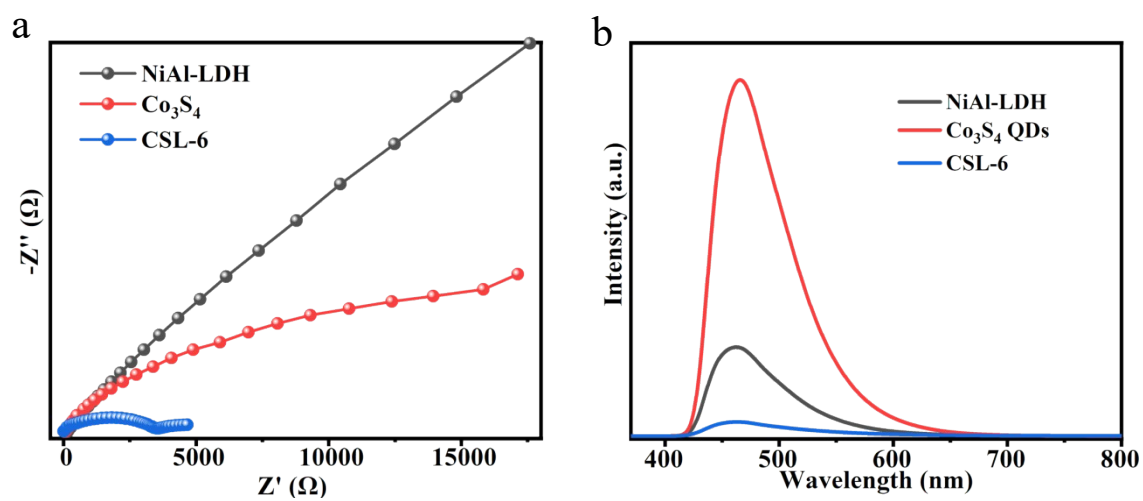 a
NiAl-LDH
Co₃S₄
CSL-6
-Z'' (Ω)
0 5000 10000 15000
Z' (Ω)
b
NiAl-LDH
Co₃S₄ QDs
CSL-6
Intensity (a.u.)
400 500 600 700 800
Wavelength (nm)